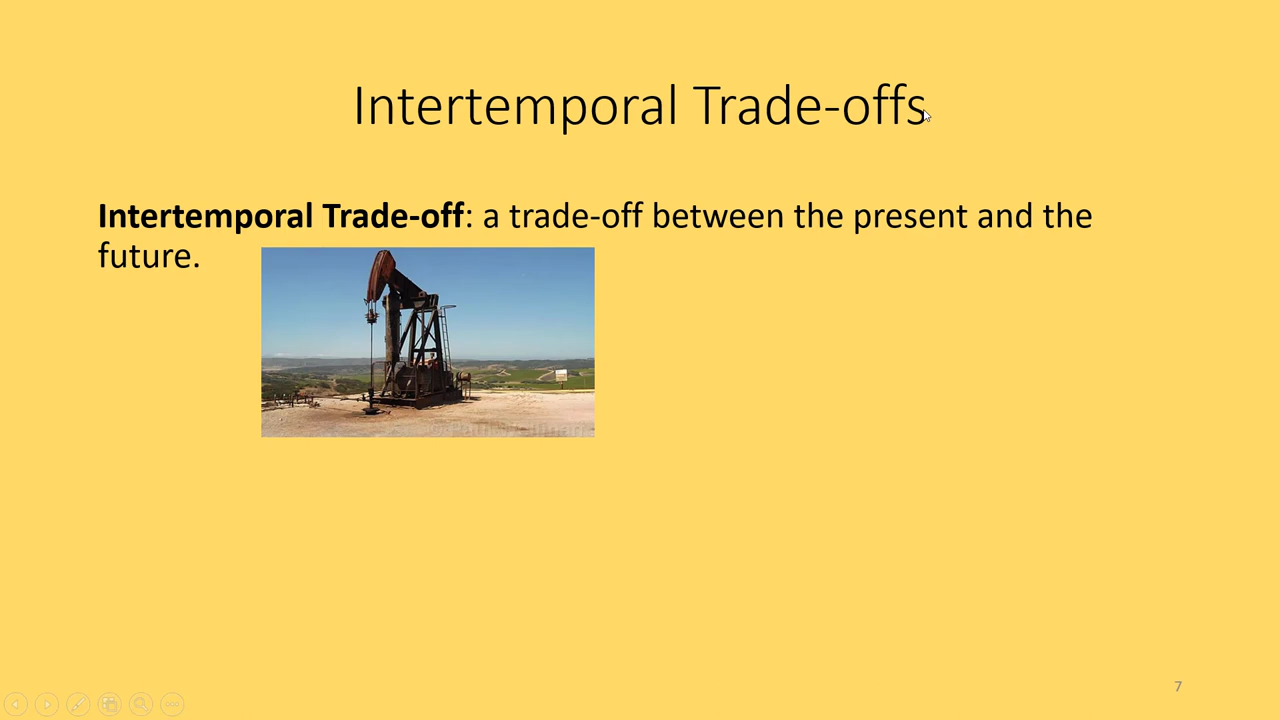 Intertemporal Trade-offs
Intertemporal Trade-off: a trade-off between the present and the
future.
7